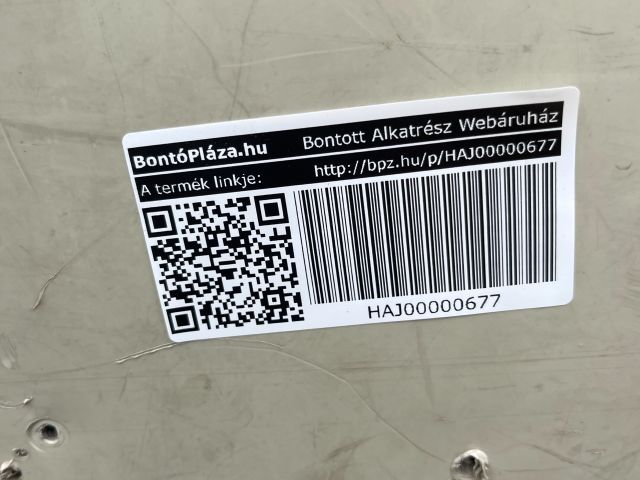 BontóPláza.hu Bontott Alkatrész Webáruház
A termék linkje: http://bpz.hu/p/HAJ00000677
HAJ00000677